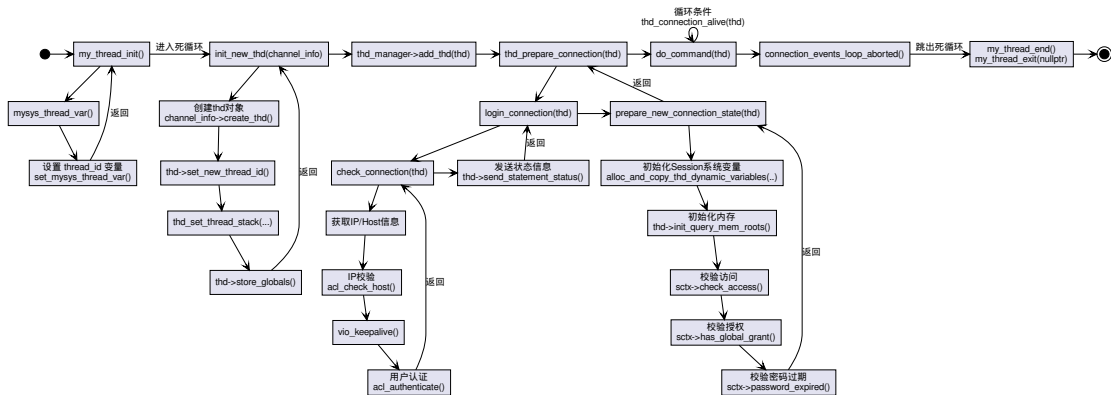 循环条件
thd_connection_alive(thd)
my_thread_init()
进入死循环
init_new_thd(channel_info)
thd_manager->add_thd(thd)
thd_prepare_connection(thd)
do_command(thd)
connection_events_loop_aborted()
跳出死循环
my_thread_end()
my_thread_exit(nullptr)
返回
mysys_thread_var()
返回
创建thd对象
channel_info->create_thd()
login_connection(thd)
prepare_new_connection_state(thd)
返回
设置 thread_id 变量
set_mysys_thread_var()
thd->set_new_thread_id()
返回
check_connection(thd)
发送状态信息
thd->send_statement_status()
初始化Session系统变量
alloc_and_copy_thd_dynamic_variables(..)
thd_set_thread_stack(...)
获取IP/Host信息
初始化内存
thd->init_query_mem_roots()
返回
thd->store_globals()
IP校验
acl_check_host()
返回
校验访问
sctx->check_access()
vio_keepalive()
校验授权
sctx->has_global_grant()
用户认证
acl_authenticate()
校验密码过期
sctx->password_expired()